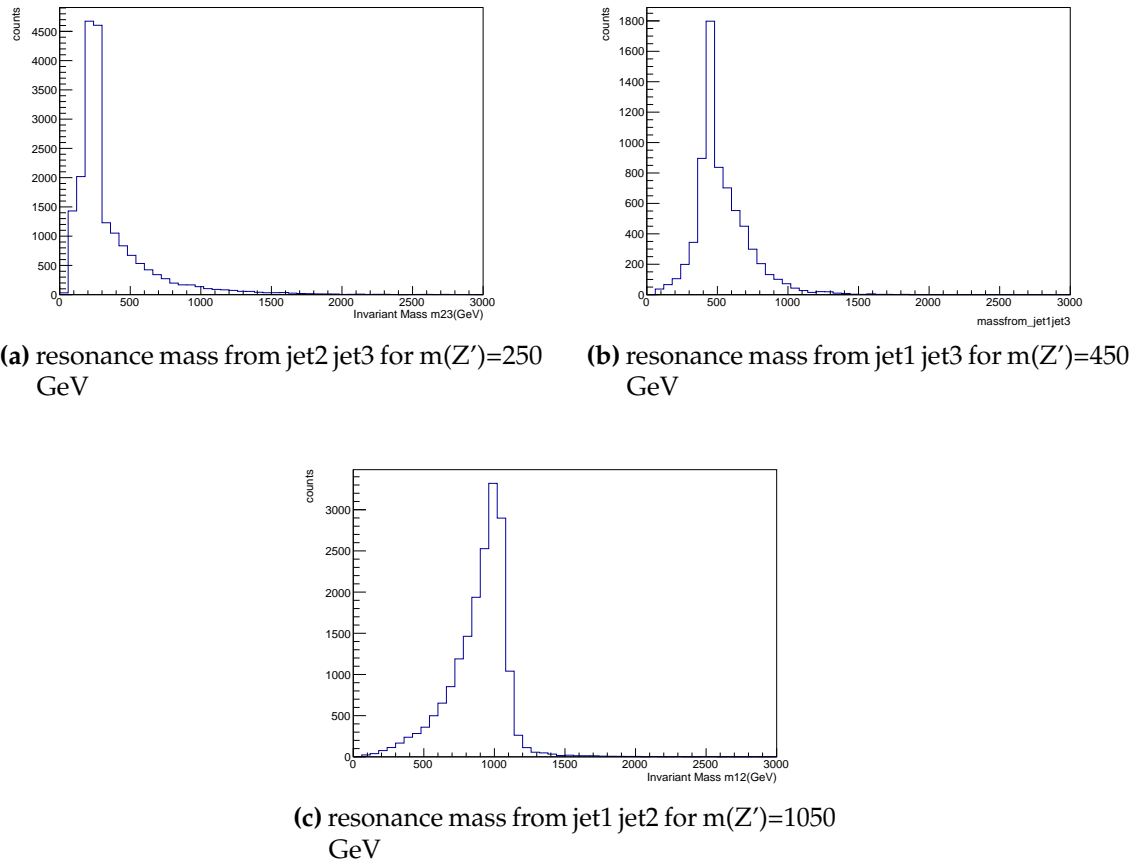 counts
4500
4000
3500
3000
2500
2000
1500
1000
500
0
0 500 1000 1500 2000 2500 3000
Invariant Mass m23(GeV)
(a) resonance mass from jet2 jet3 for m(Z')=250
GeV
counts
1800
1600
1400
1200
1000
800
600
400
200
0
0 500 1000 1500 2000 2500 3000
massfrom_jet1jet3
(b) resonance mass from jet1 jet3 for m(Z')=450
GeV
counts
3000
2500
2000
1500
1000
500
0
0 500 1000 1500 2000 2500 3000
Invariant Mass m12(GeV)
(c) resonance mass from jet1 jet2 for m(Z')=1050
GeV